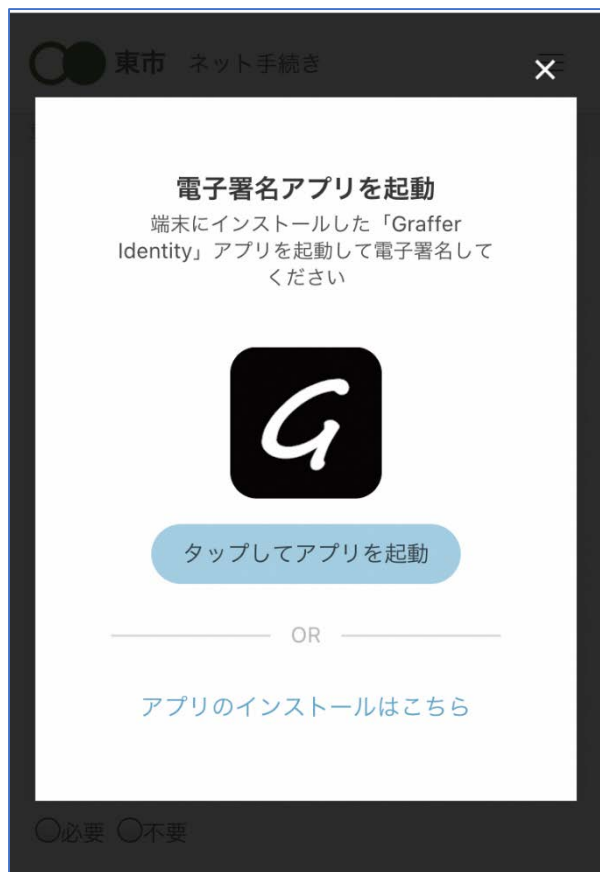 東市 ネット手続き
×
電子署名アプリを起動
端末にインストールした「Graffer
Identity」アプリを起動して電子署名して
ください
G
タップしてアプリを起動
OR
アプリのインストールはこちら
○必要 ○不要